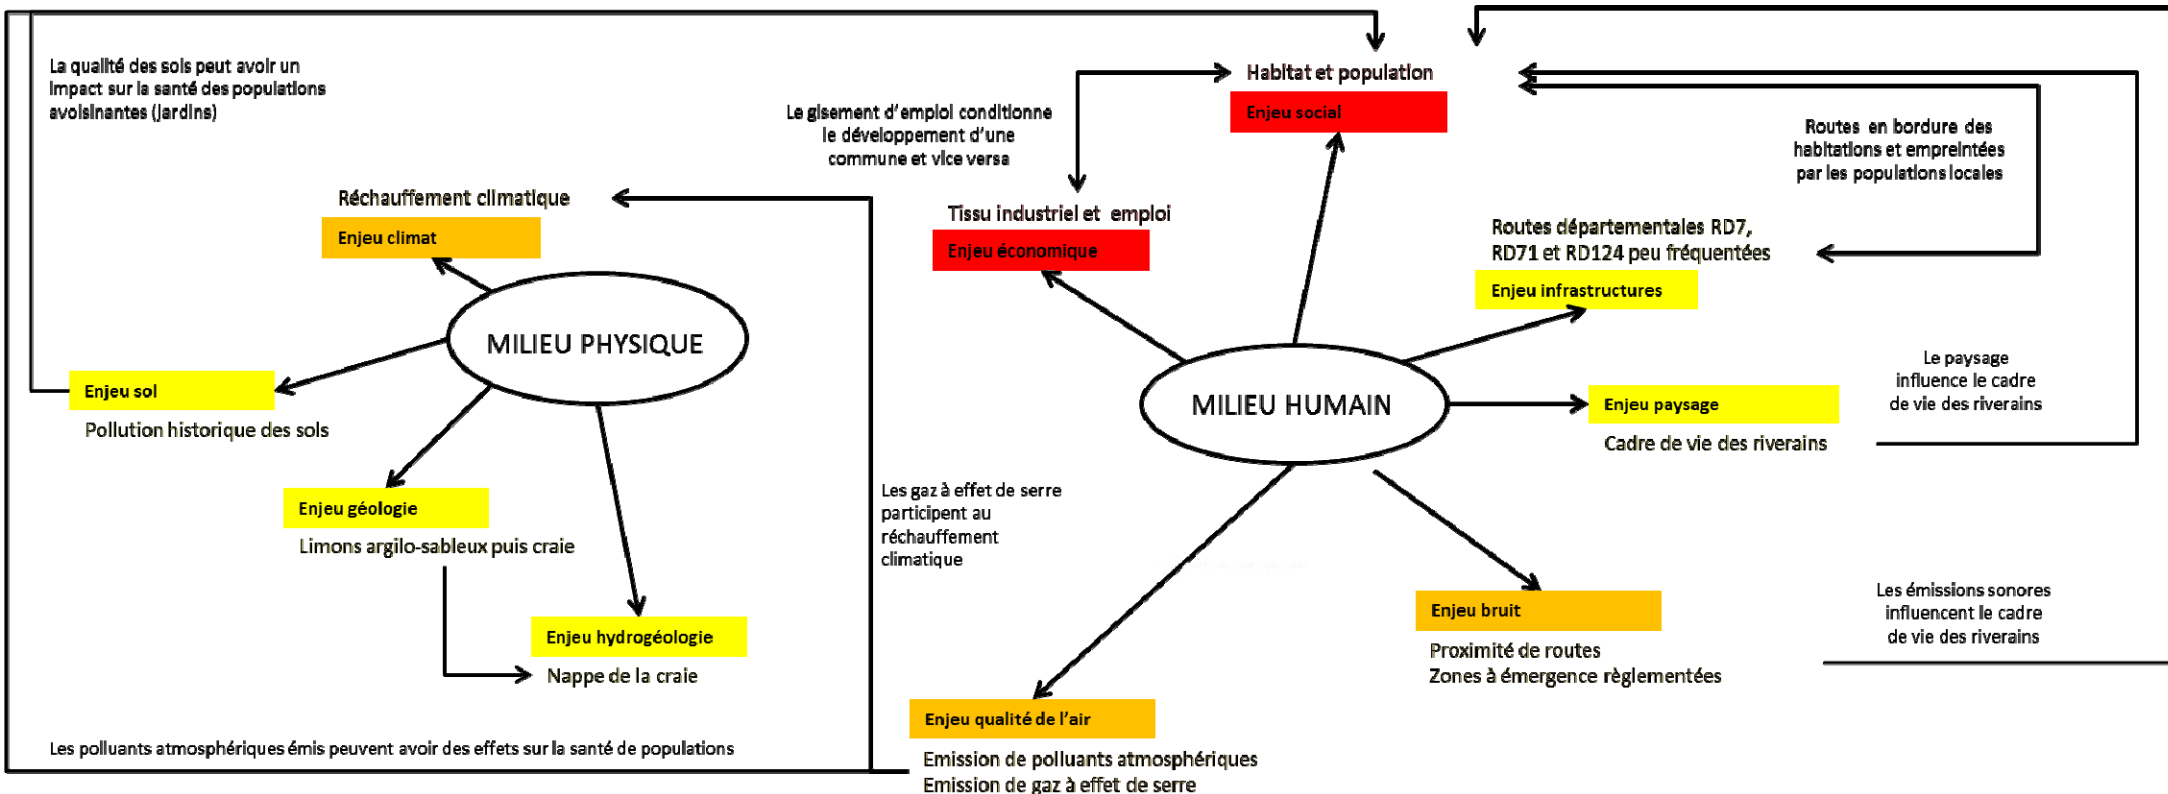 La qualité des sols peut avoir un
impact sur la santé des populations
avoisinantes (jardins)
Réchauffement climatique
Enjeu climat
MILIEU PHYSIQUE
Enjeu sol
Pollution historique des sols
Enjeu géologie
Limons argilo-sableux puis craie
Enjeu hydrogéologie
Nappe de la craie
Les polluants atmosphériques émis peuvent avoir des effets sur la santé de populations
Le gisement d'emploi conditionne
le développement d'une
commune et vice versa
Habitat et population
Enjeu social
Tissu industriel et emploi
Enjeu économique
Routes en bordure des
habitations et empreintées
par les populations locales
Routes départementales RD7,
RD71 et RD124 peu fréquentées
Enjeu infrastructures
MILIEU HUMAIN
Le paysage
influence le cadre
de vie des riverains
Enjeu paysage
Cadre de vie des riverains
Les gaz à effet de serre
participent au
réchauffement
climatique
Enjeu bruit
Proximité de routes
Zones à émergence règlementées
Les émissions sonores
influencent le cadre
de vie des riverains
Enjeu qualité de l'air
Emission de polluants atmosphériques
Emission de gaz à effet de serre